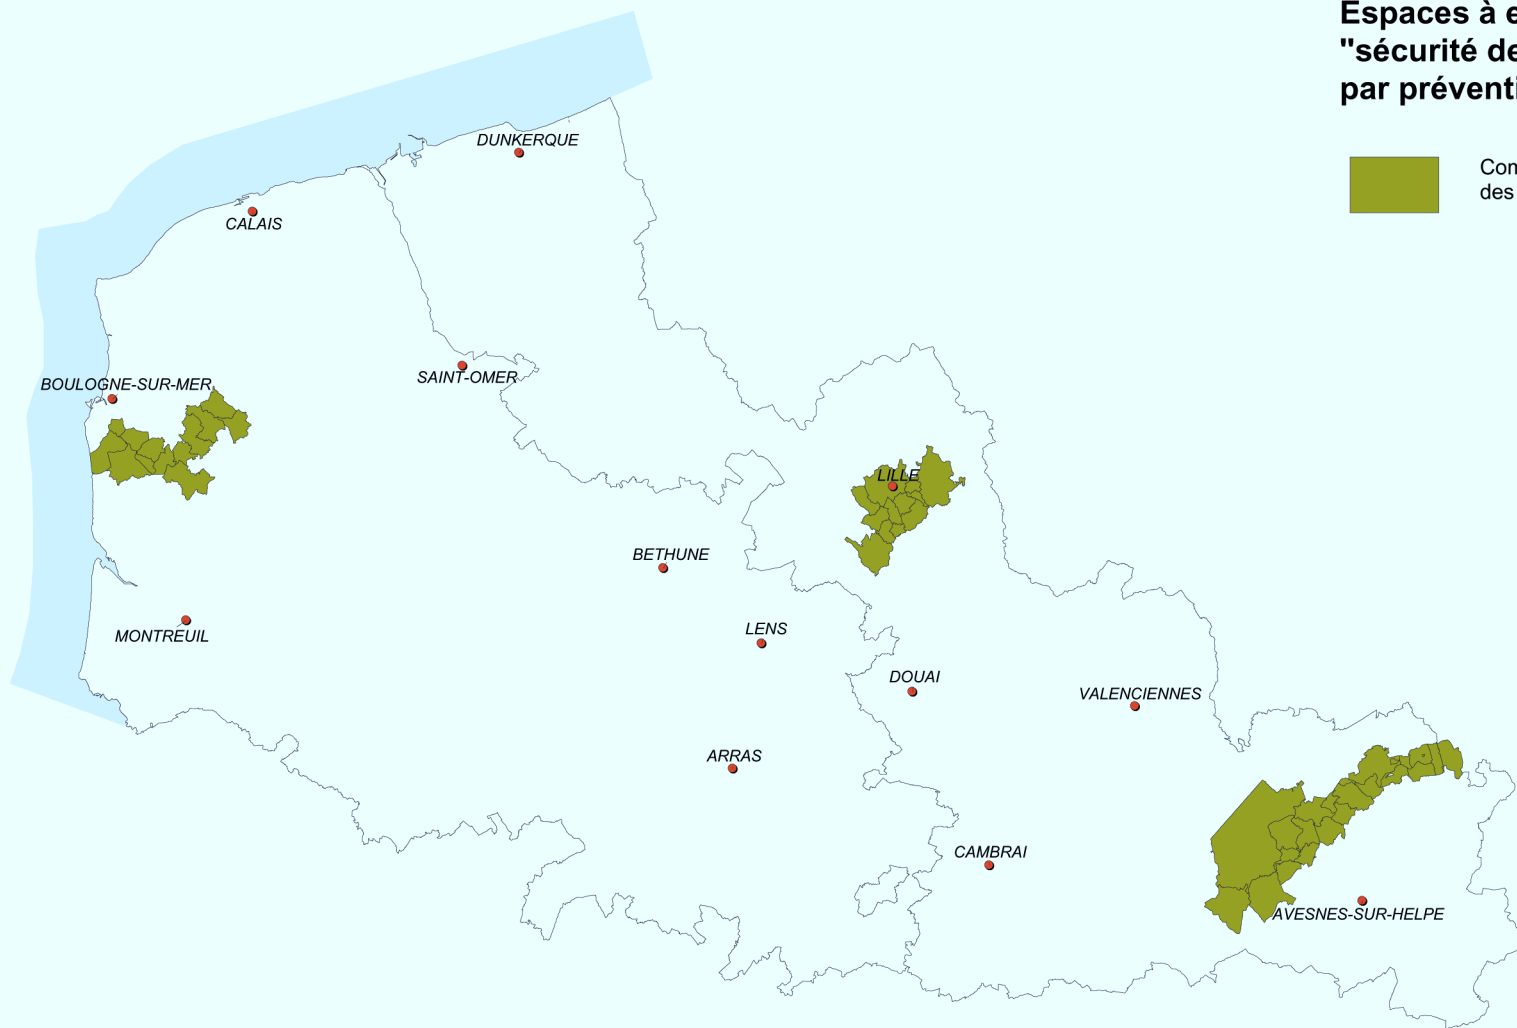 Espaces à e
"sécurité de
par préventi
Com
des
DUNKERQUE
CALAIS
BOULOGNE-SUR-MER
SAINT-OMER
LILLE
BETHUNE
MONTREUIL
LENS
DOUAI
VALENCIENNES
ARRAS
CAMBRAI
AVESNES-SUR-HELPE